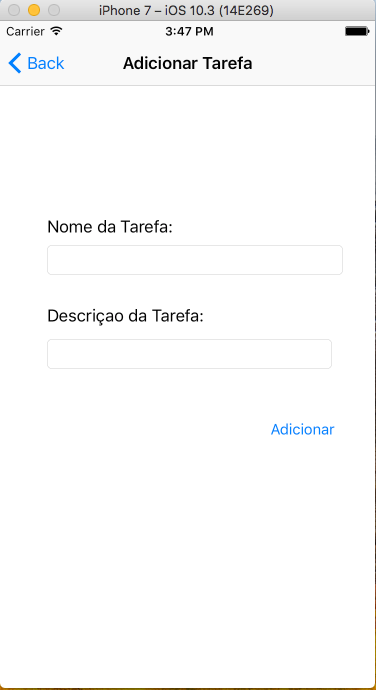 iPhone 7 – iOS 10.3 (14E269)
Carrier 3:47 PM
Back Adicionar Tarefa
Nome da Tarefa:
Descriçao da Tarefa:
Adicionar